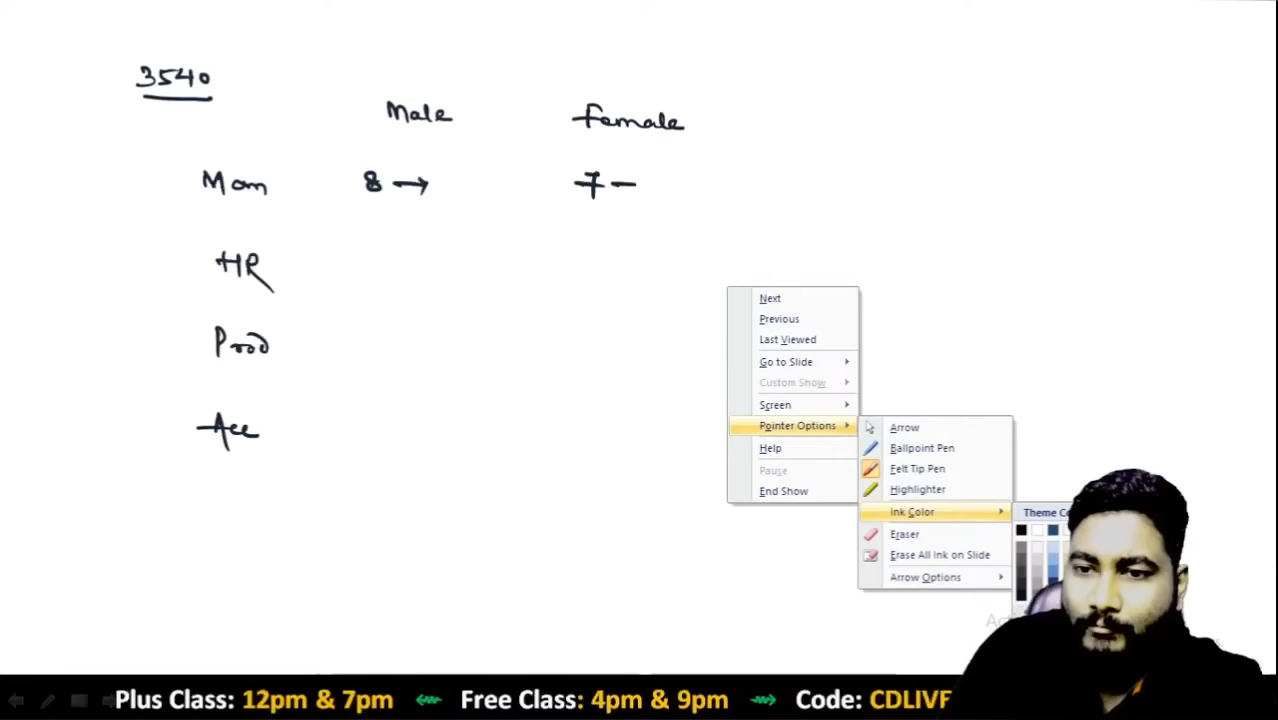 3540
Male Female
Man 8 → 7 –
HR
Prod
Acc
Next
Previous
Last Viewed
Go to Slide
Custom Show
Screen
Pointer Options
Help
Pause
End Show
Arrow
Ballpoint Pen
Felt Tip Pen
Highlighter
Ink Color
Eraser
Erase All Ink on Slide
Arrow Options
Theme Co
Plus Class: 12pm & 7pm Free Class: 4pm & 9pm Code: CDLIVE